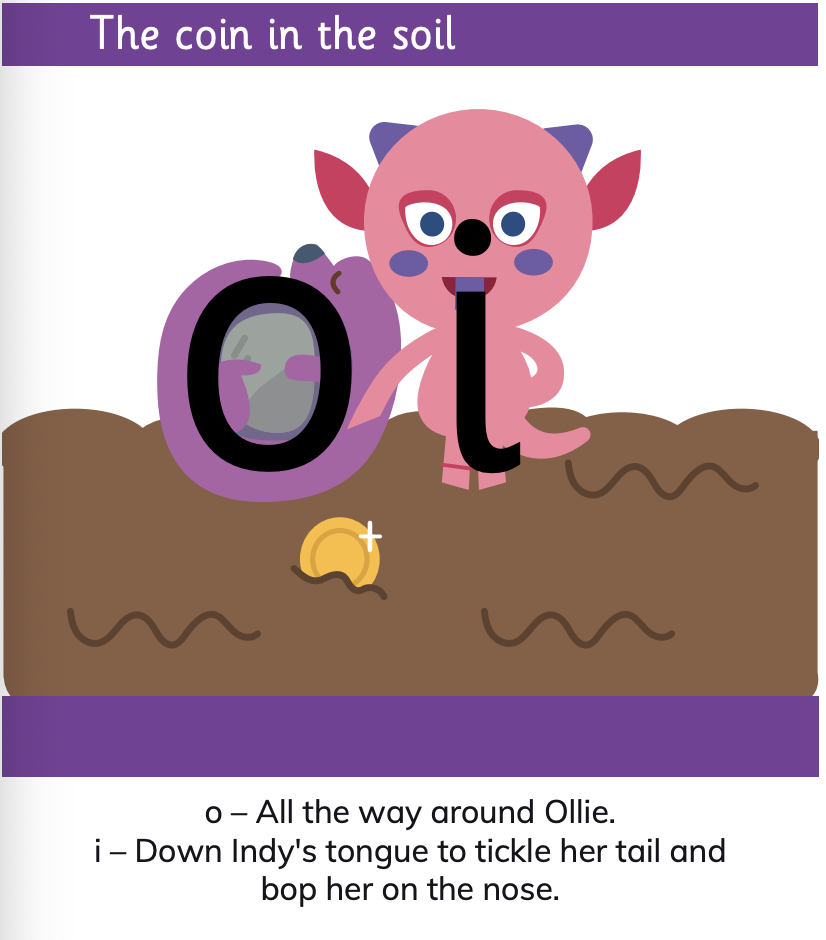 The coin in the soil
oi
o – All the way around Ollie.
i – Down Indy's tongue to tickle her tail and
bop her on the nose.